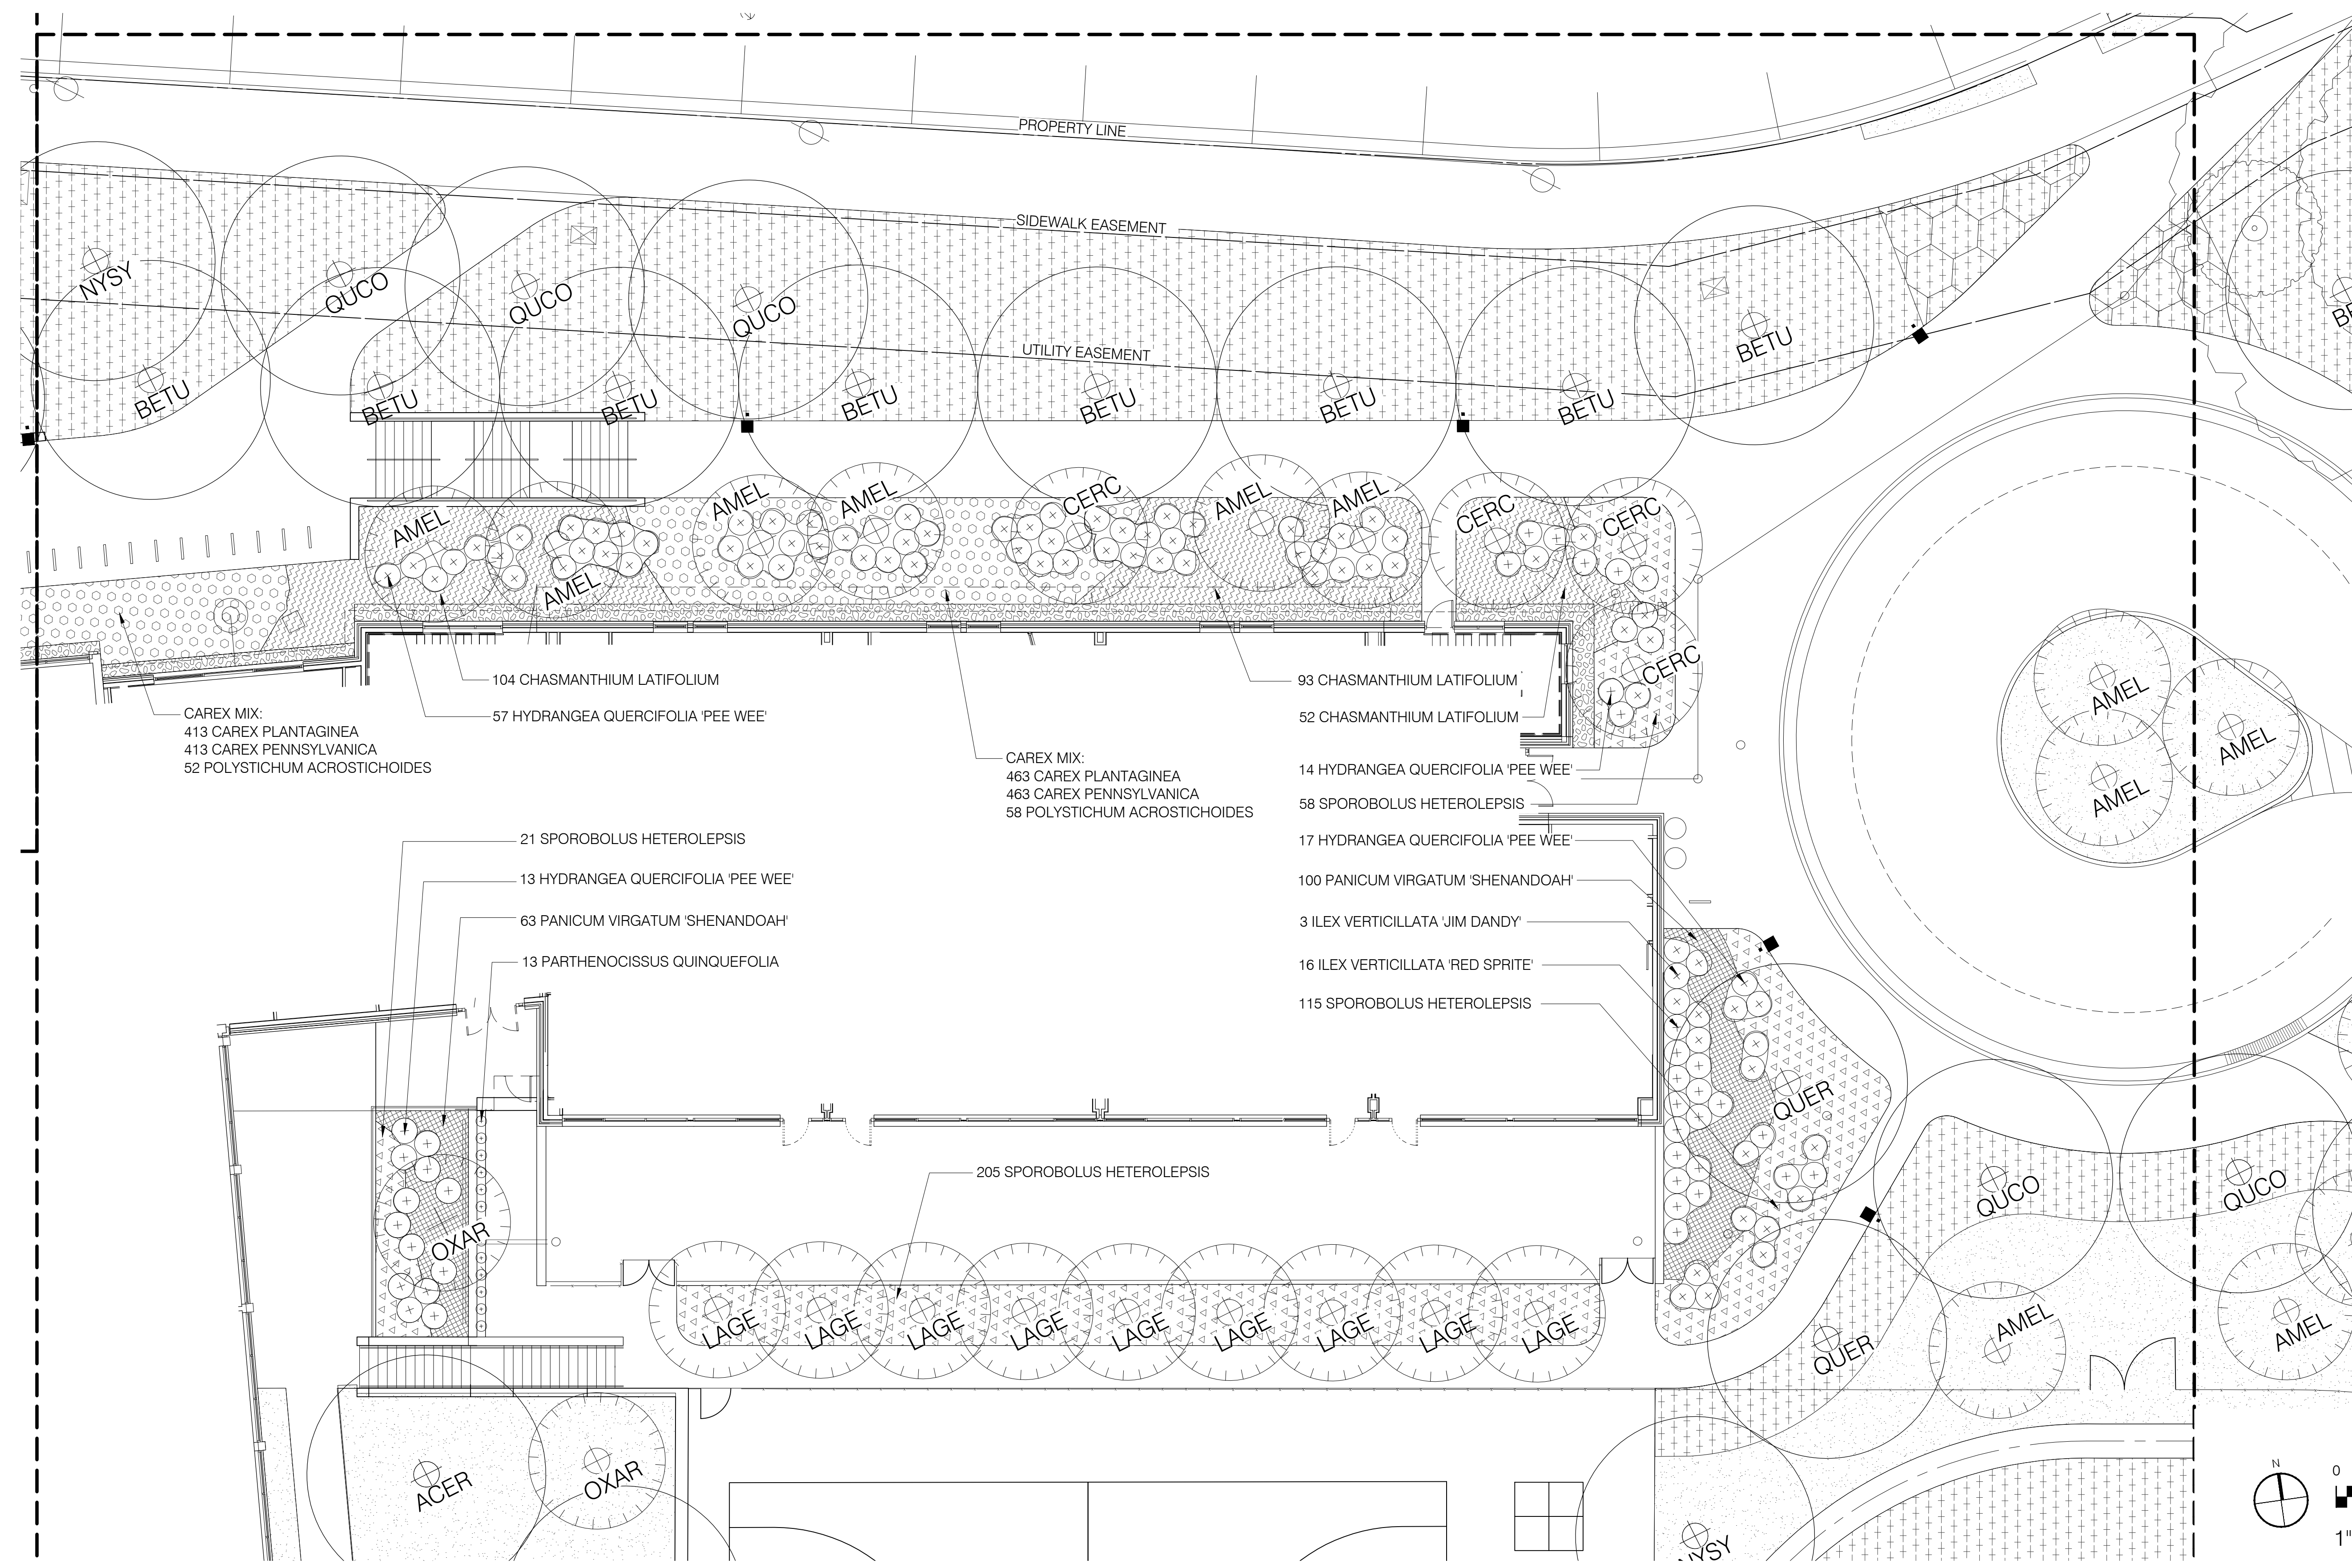 PROPERTY LINE
SIDEWALK EASEMENT
NYSY
QUCO
QUCO
QUCO
UTILITY EASEMENT
BETU
BETU
BETU
BETU
BETU
BETU
BETU
BETU
AMEL
AMEL
AMEL
AMEL
CERC
AMEL
AMEL
CERC
CERC
CERC
104 CHASMANTHIUM LATIFOLIUM
57 HYDRANGEA QUERCIFOLIA 'PEE WEE'
CAREX MIX:
413 CAREX PLANTAGINEA
413 CAREX PENNSYLVANICA
52 POLYSTICHUM ACROSTICHOIDES
CAREX MIX:
463 CAREX PLANTAGINEA
463 CAREX PENNSYLVANICA
58 POLYSTICHUM ACROSTICHOIDES
93 CHASMANTHIUM LATIFOLIUM
52 CHASMANTHIUM LATIFOLIUM
14 HYDRANGEA QUERCIFOLIA 'PEE WEE'
58 SPOROBOLUS HETEROLEPSIS
17 HYDRANGEA QUERCIFOLIA 'PEE WEE'
100 PANICUM VIRGATUM 'SHENANDOAH'
3 ILEX VERTICILLATA 'JIM DANDY'
16 ILEX VERTICILLATA 'RED SPRITE'
115 SPOROBOLUS HETEROLEPSIS
AMEL
AMEL
AMEL
21 SPOROBOLUS HETEROLEPSIS
13 HYDRANGEA QUERCIFOLIA 'PEE WEE'
63 PANICUM VIRGATUM 'SHENANDOAH'
13 PARTHENOCISSUS QUINQUEFOLIA
205 SPOROBOLUS HETEROLEPSIS
QUER
QUCO
QUCO
OXAR
LAGE
LAGE
LAGE
LAGE
LAGE
LAGE
LAGE
LAGE
LAGE
QUER
AMEL
AMEL
ACER
OXAR
NYSY
N
0
1"